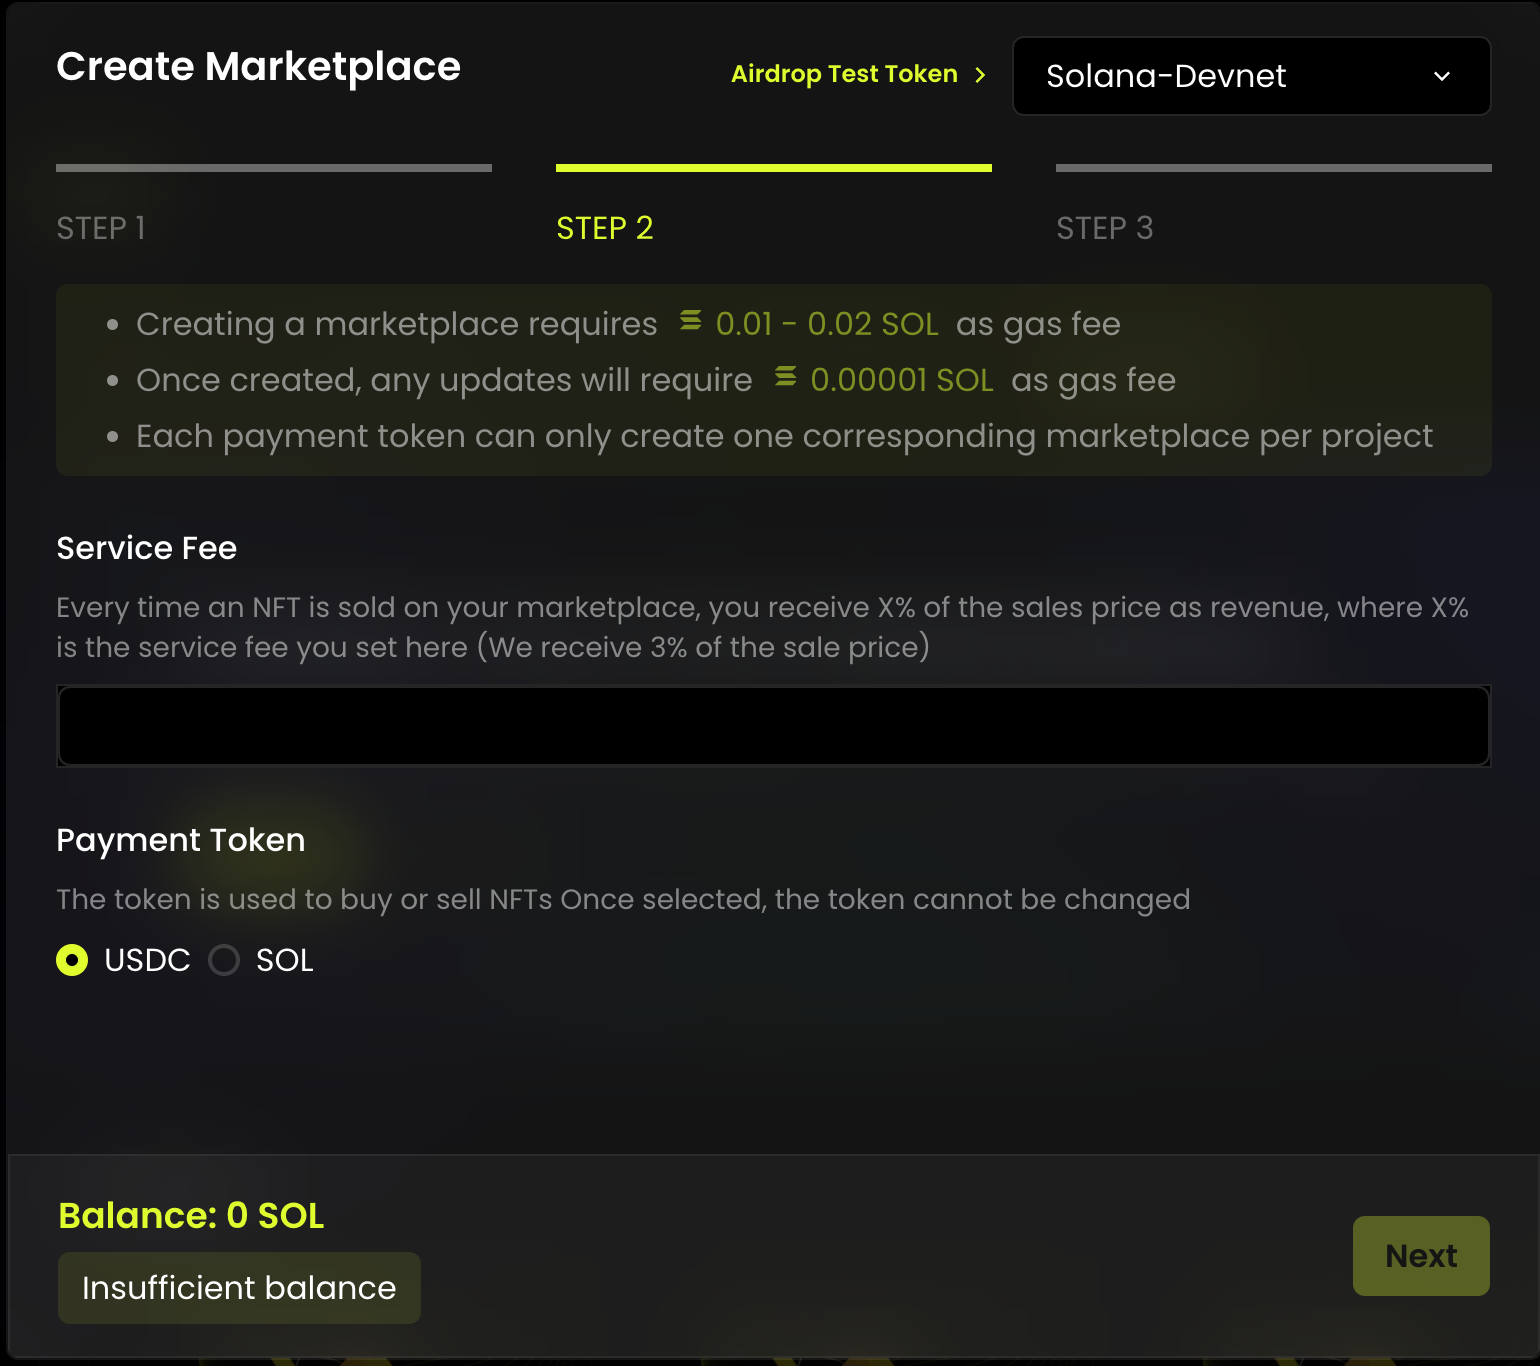 Create Marketplace
Airdrop Test Token >
Solana-Devnet
STEP 1
STEP 2
STEP 3
• Creating a marketplace requires 0.01 - 0.02 SOL as gas fee
• Once created, any updates will require 0.00001 SOL as gas fee
• Each payment token can only create one corresponding marketplace per project
Service Fee
Every time an NFT is sold on your marketplace, you receive X% of the sales price as revenue, where X%
is the service fee you set here (We receive 3% of the sale price)
Payment Token
The token is used to buy or sell NFTs Once selected, the token cannot be changed
USDC SOL
Balance: 0 SOL
Insufficient balance
Next